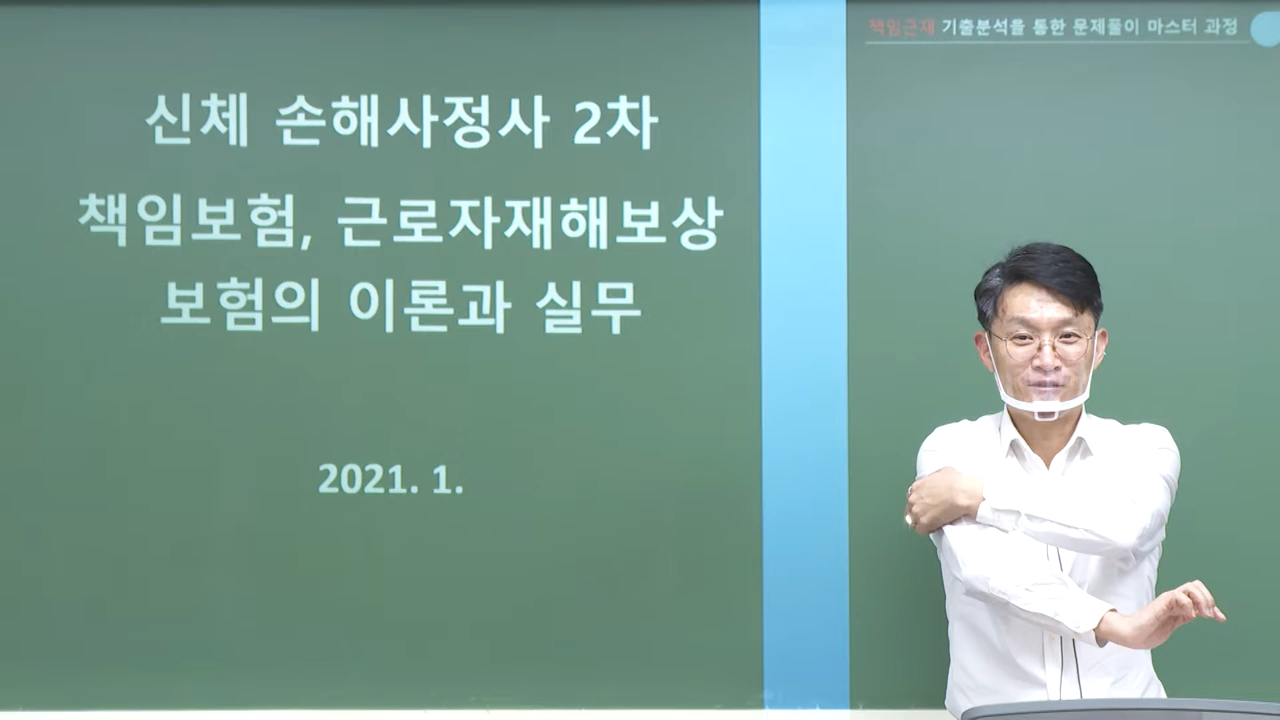 책임근재 기출분석을 통한 문제풀이 마스터 과정
신체 손해사정사 2차
책임보험, 근로자재해보상
보험의 이론과 실무
2021. 1.